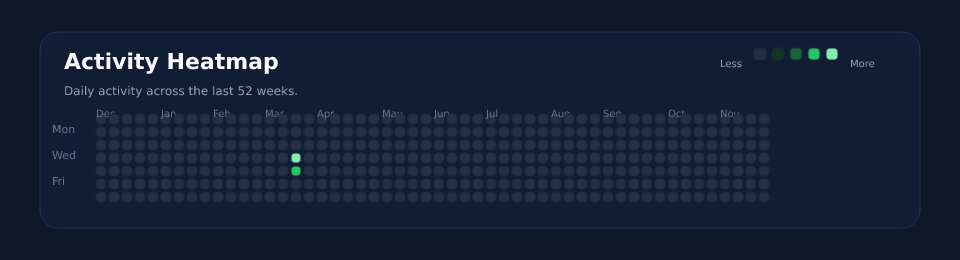 Activity Heatmap
Less More
Daily activity across the last 52 weeks.
Dec Jan Feb Mar Apr May Jun Jul Aug Sep Oct Nov
Mon
Wed
Fri